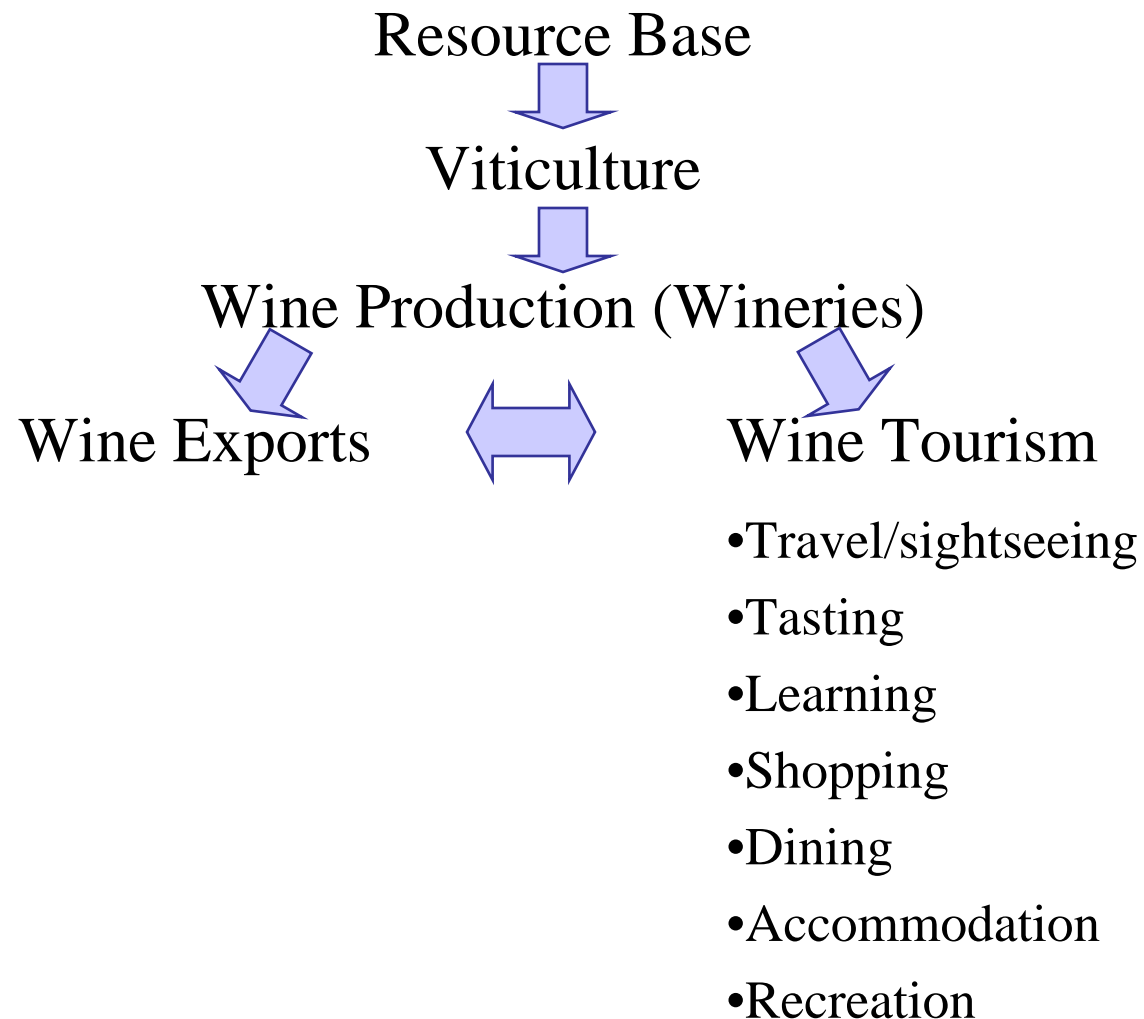 Resource Base
Viticulture
Wine Production (Wineries)
Wine Exports
Wine Tourism
•Travel/sightseeing
•Tasting
•Learning
•Shopping
•Dining
•Accommodation
•Recreation